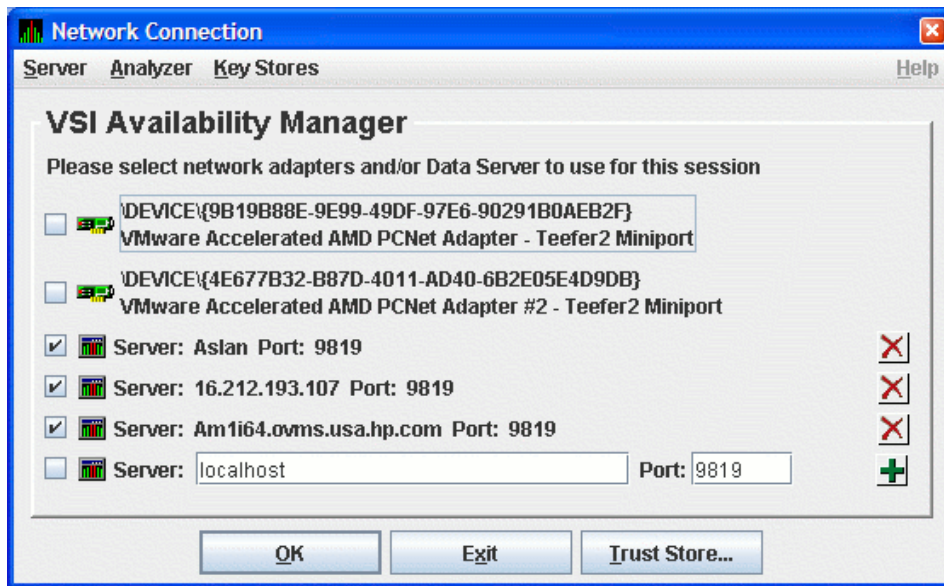 Network Connection
Server Analyzer Key Stores Help
VSI Availability Manager
Please select network adapters and/or Data Server to use for this session
\DEVICE\{9B19B88E-9E99-49DF-97E6-90291B0AEB2F}
VMware Accelerated AMD PCNet Adapter - Teefer2 Miniport
\DEVICE\{4E677B32-B87D-4011-AD40-6B2E05E4D9DB}
VMware Accelerated AMD PCNet Adapter #2 - Teefer2 Miniport
Server: Aslan Port: 9819
Server: 16.212.193.107 Port: 9819
Server: Am1i64.ovms.usa.hp.com Port: 9819
Server: localhost Port: 9819
OK Exit Trust Store...